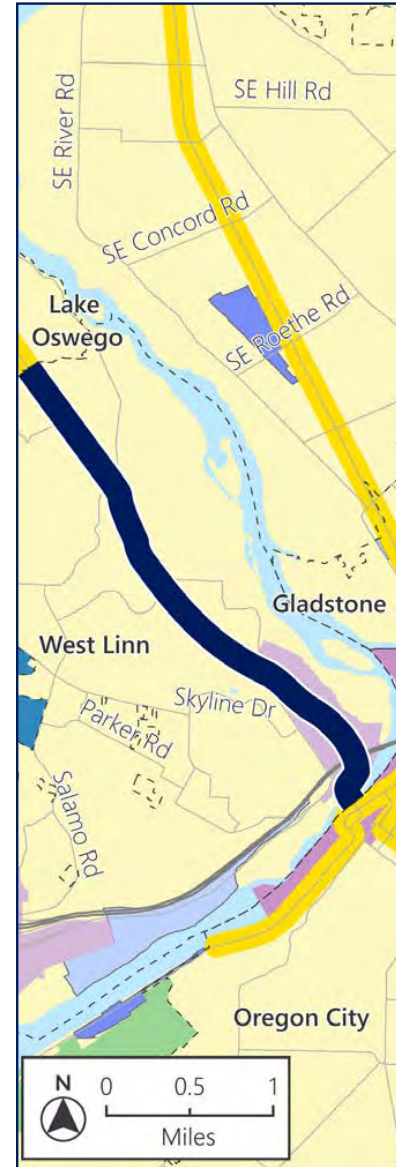 SE River Rd
SE Hill Rd
SE Concord Rd
Lake
Oswego
SE Roethe Rd
Gladstone
West Linn
Skyline Dr
Parker Rd
Salamo Rd
Oregon City
N
0 0.5 1
Miles